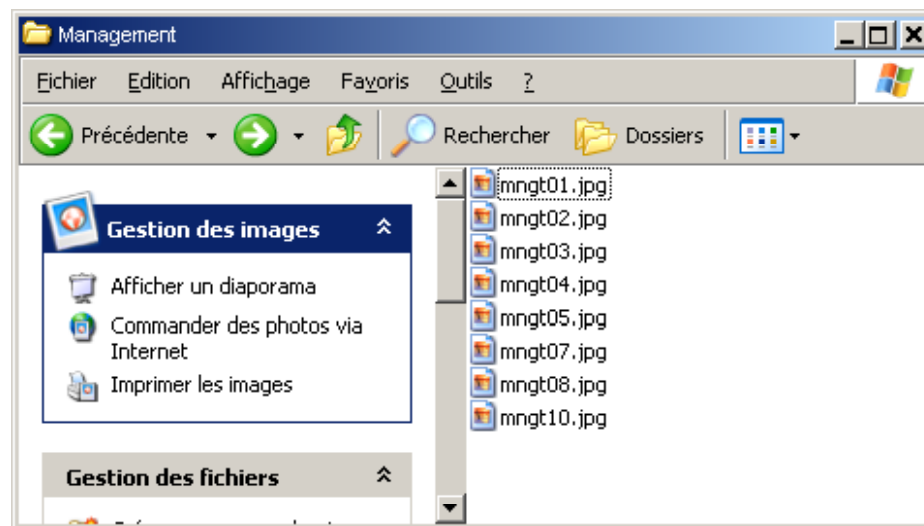 Management
Fichier Edition Affichage Favoris Outils ?
Précédente Rechercher Dossiers
Gestion des images
Afficher un diaporama
Commander des photos via
Internet
Imprimer les images
Gestion des fichiers
mngt01.jpg
mngt02.jpg
mngt03.jpg
mngt04.jpg
mngt05.jpg
mngt07.jpg
mngt08.jpg
mngt10.jpg